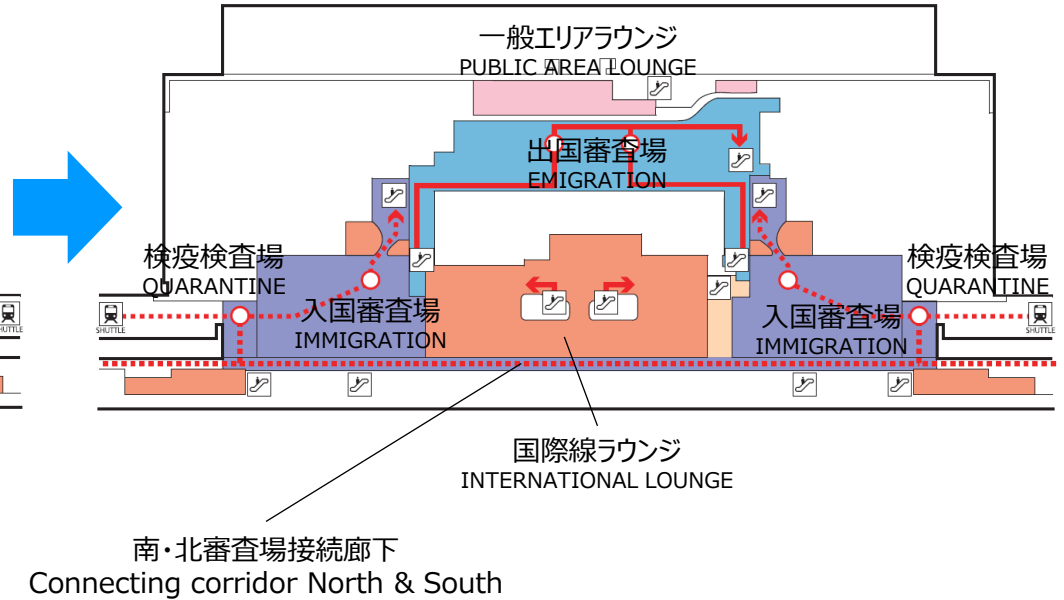 一般エリアラウンジ
PUBLIC AREA LOUNGE
出国審査場
EMIGRATION
検疫検査場
QUARANTINE
検疫検査場
QUARANTINE
入国審査場
IMMIGRATION
入国審査場
IMMIGRATION
SHUTTLE
SHUTTLE
国際線ラウンジ
INTERNATIONAL LOUNGE
南・北審査場接続廊下
Connecting corridor North & South